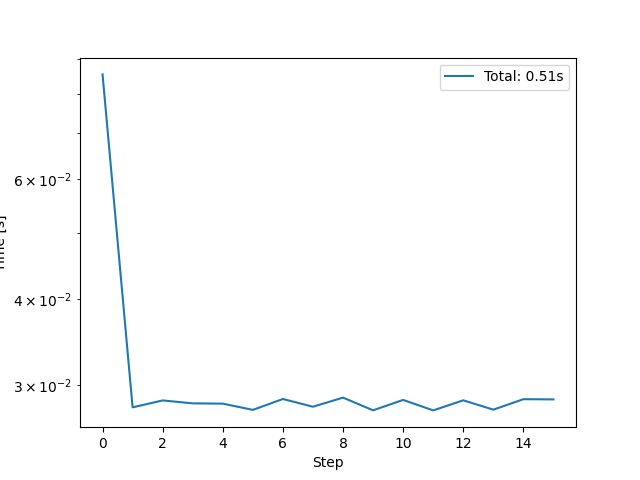 Total: 0.51s
6 × 10⁻²
4 × 10⁻²
3 × 10⁻²
0 2 4 6 8 10 12 14
Step
[s]